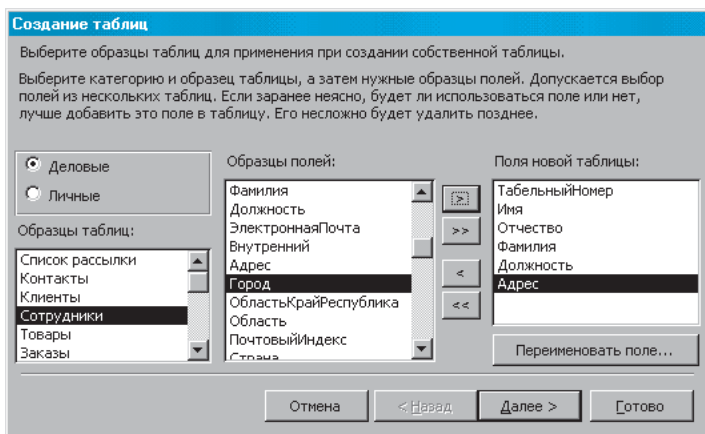 Создание таблиц
Выберите образцы таблиц для применения при создании собственной таблицы.
Выберите категорию и образец таблицы, а затем нужные образцы полей. Допускается выбор
полей из нескольких таблиц. Если заранее неясно, будет ли использоваться поле или нет,
лучше добавить это поле в таблицу. Его несложно будет удалить позднее.
Деловые
Личные
Образцы таблиц:
Список рассылки
Контакты
Клиенты
Сотрудники
Товары
Заказы
Образцы полей:
Фамилия
Должность
ЭлектроннаяПочта
Внутренний
Адрес
Город
ОбластьКрайРеспублика
Область
ПочтовыйИндекс
Страна
>
>>
<
<<
Поля новой таблицы:
ТабельныйНомер
Имя
Отчество
Фамилия
Должность
Адрес
Переименовать поле...
Отмена
< Назад
Далее >
Готово